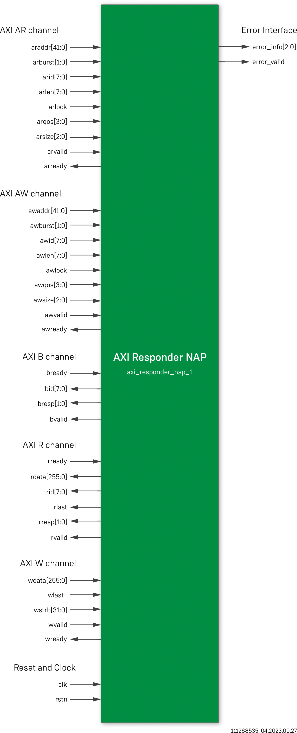 AXI AR channel
araddr[41:0]
arburst[1:0]
arid[7:0]
arlen[7:0]
arlock
arqos[3:0]
arsize[2:0]
arvalid
arready
AXI AW channel
awaddr[41:0]
awburst[1:0]
awid[7:0]
awlen[7:0]
awlock
awqos[3:0]
awsize[2:0]
awvalid
awready
AXI B channel
bready
bid[7:0]
bresp[1:0]
bvalid
AXI R channel
rready
rdata[255:0]
rid[7:0]
rlast
rresp[1:0]
rvalid
AXI W channel
wdata[255:0]
wlast
wstrb[31:0]
wvalid
wready
Reset and Clock
clk
rstn
AXI Responder NAP
axi_responder_nap_1
Error Interface
error_info[2:0]
error_valid